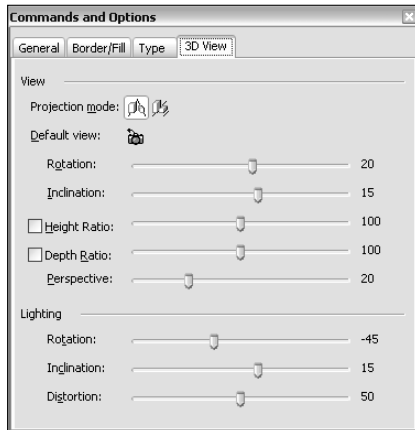 Commands and Options
General Border/Fill Type 3D View
View
Projection mode:
Default view:
Rotation: 20
Inclination: 15
Height Ratio: 100
Depth Ratio: 100
Perspective: 20
Lighting
Rotation: -45
Inclination: 15
Distortion: 50